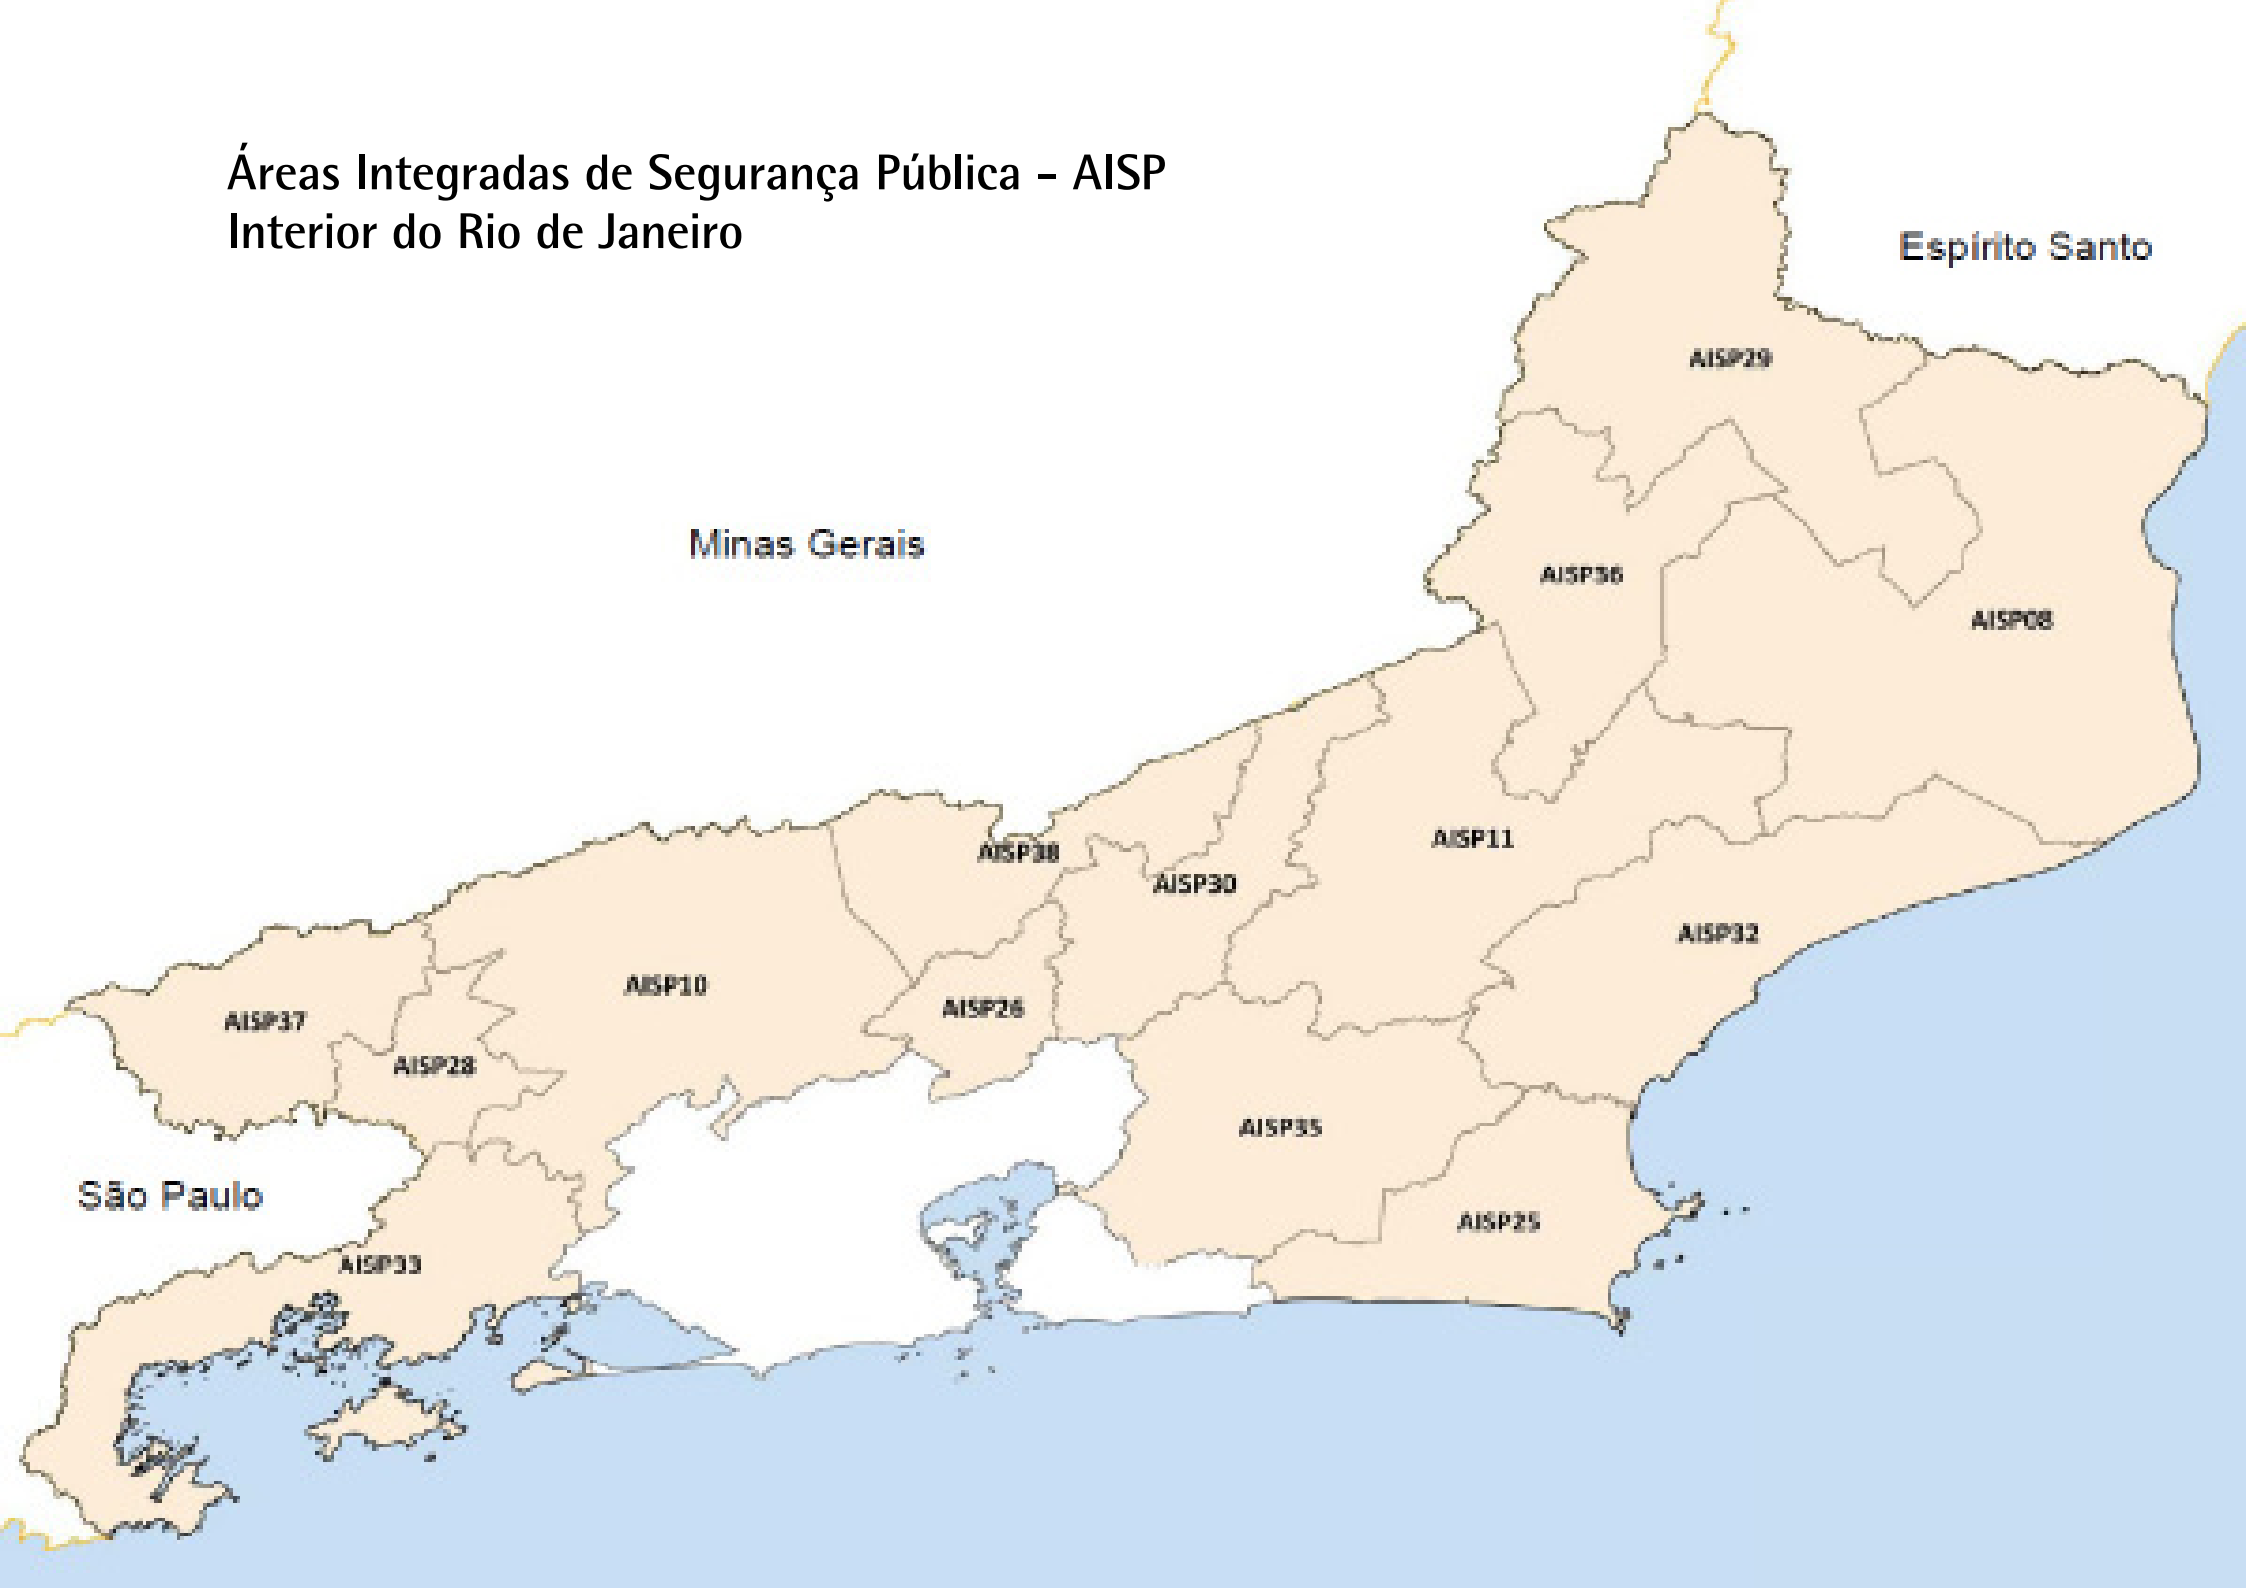 Áreas Integradas de Segurança Pública - AISP
Interior do Rio de Janeiro
Espírito Santo
AISP29
Minas Gerais
AISP36
AISP08
AISP38
AISP11
AISP30
AISP32
AISP10
AISP26
AISP37
AISP28
AISP35
São Paulo
AISP25
AISP33